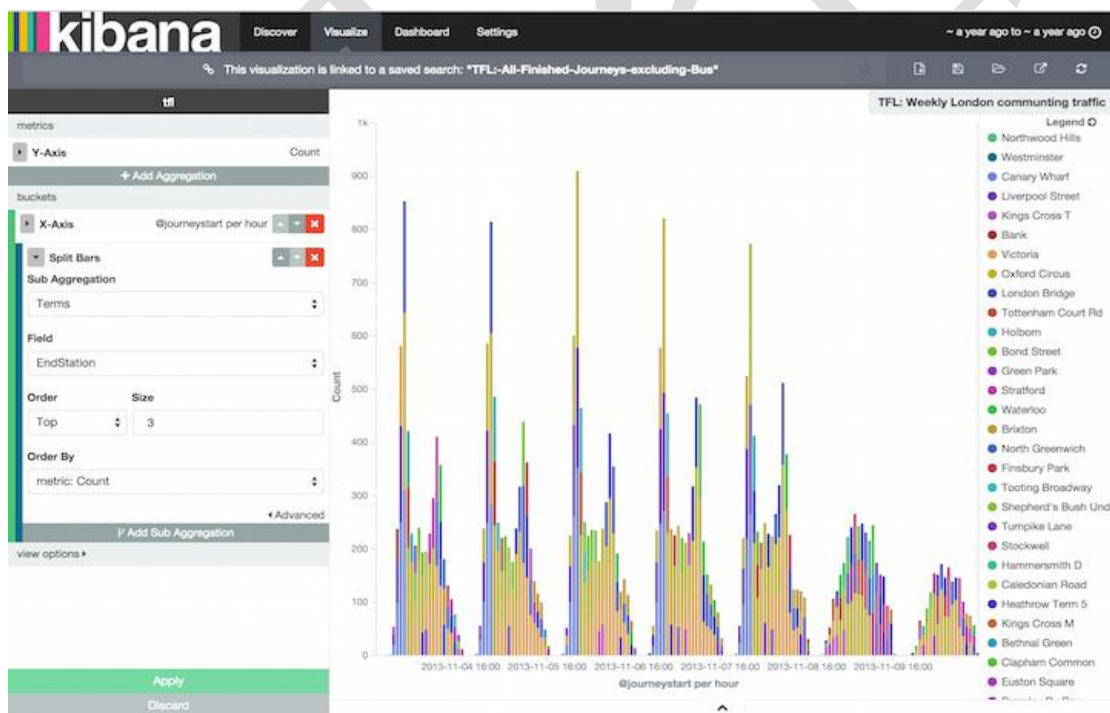 kibana
Discover Visualize Dashboard Settings ~ a year ago to ~ a year ago
This visualization is linked to a saved search: "TFL:-All-Finished-Journeys-excluding-Bus"
tfl
metrics
Y-Axis Count
+ Add Aggregation
buckets
X-Axis @journeystart per hour
Split Bars
Sub Aggregation
Terms
Field
EndStation
Order Size
Top 3
Order By
metric: Count
Advanced
Add Sub Aggregation
view options
Apply
Discard
TFL: Weekly London communting traffic
1k
900
800
700
600
500
400
300
200
100
0
Count
2013-11-04 16:00 2013-11-05 16:00 2013-11-06 16:00 2013-11-07 16:00 2013-11-08 16:00 2013-11-09 16:00
@journeystart per hour
Legend
Northwood Hills
Westminster
Canary Wharf
Liverpool Street
Kings Cross T
Bank
Victoria
Oxford Circus
London Bridge
Tottenham Court Rd
Holborn
Bond Street
Green Park
Stratford
Waterloo
Brixton
North Greenwich
Finsbury Park
Tooting Broadway
Shepherd's Bush Und
Turnpike Lane
Stockwell
Hammersmith D
Caledonian Road
Heathrow Term 5
Kings Cross M
Bethnal Green
Clapham Common
Euston Square